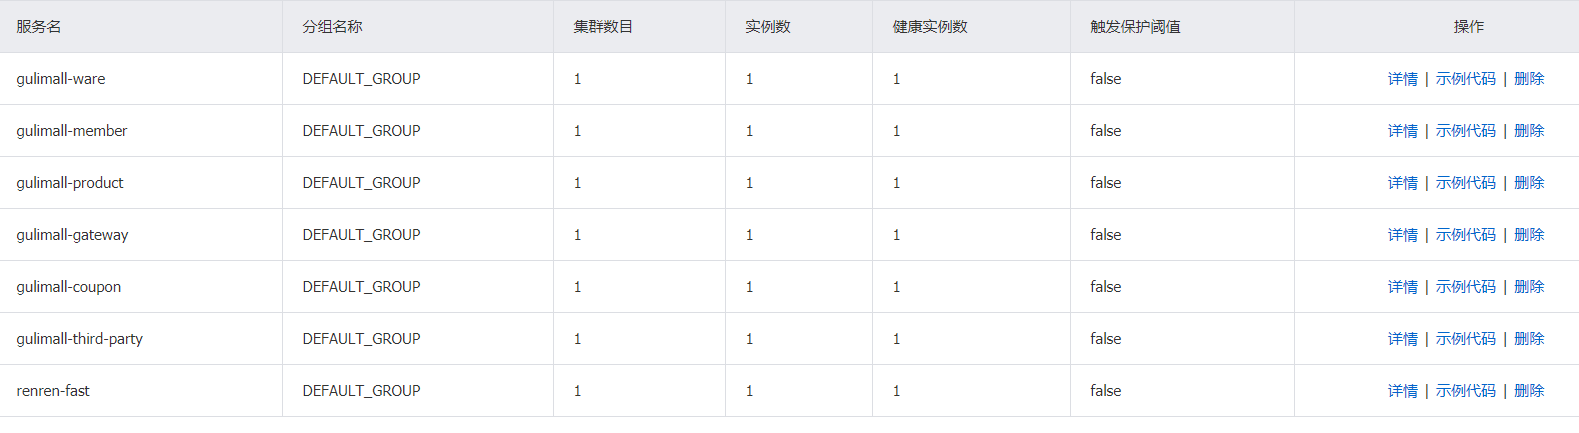 服务名 分组名称 集群数目 实例数 健康实例数 触发保护阈值 操作
gulimall-ware DEFAULT_GROUP 1 1 1 false 详情 | 示例代码 | 删除
gulimall-member DEFAULT_GROUP 1 1 1 false 详情 | 示例代码 | 删除
gulimall-product DEFAULT_GROUP 1 1 1 false 详情 | 示例代码 | 删除
gulimall-gateway DEFAULT_GROUP 1 1 1 false 详情 | 示例代码 | 删除
gulimall-coupon DEFAULT_GROUP 1 1 1 false 详情 | 示例代码 | 删除
gulimall-third-party DEFAULT_GROUP 1 1 1 false 详情 | 示例代码 | 删除
renren-fast DEFAULT_GROUP 1 1 1 false 详情 | 示例代码 | 删除